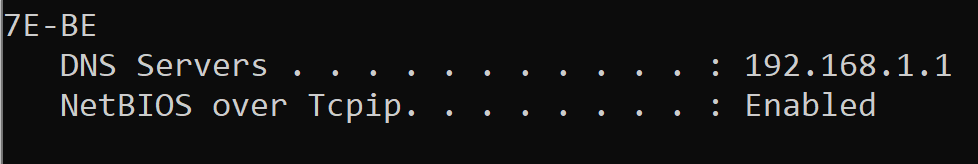 7E-BE
DNS Servers . . . . . . . . . . . : 192.168.1.1
NetBIOS over Tcpip. . . . . . . . : Enabled